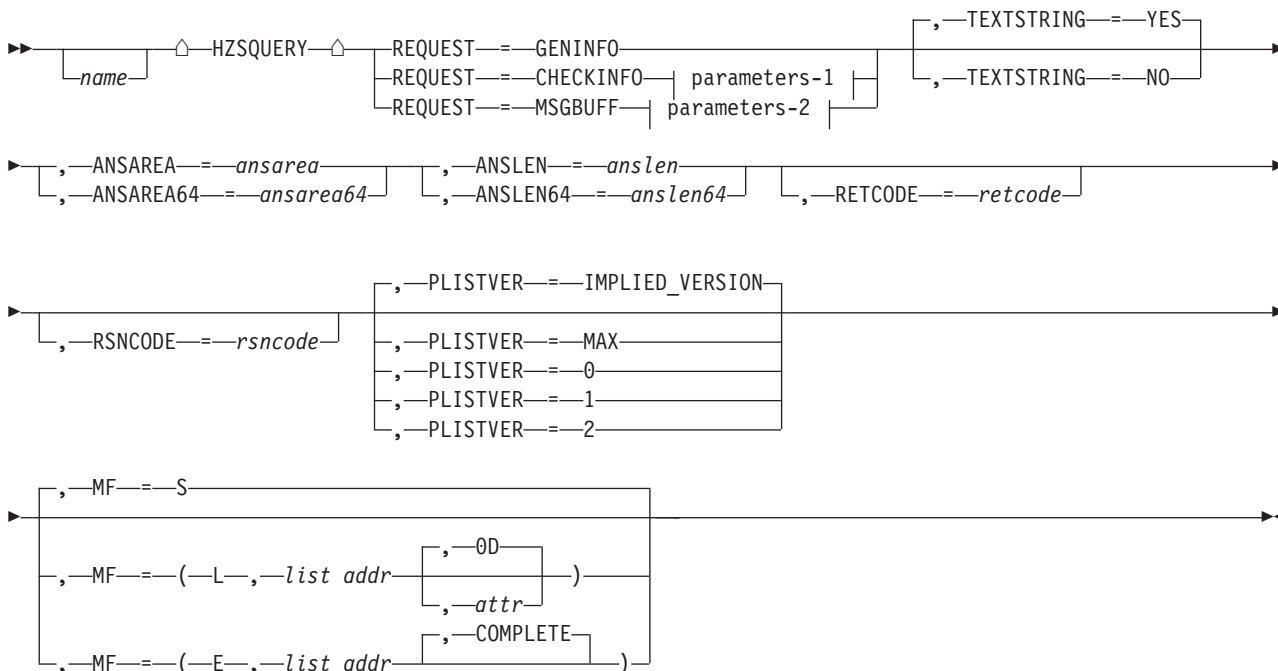 , TEXTSTRING = YES
name HZSQUERY REQUEST = GENINFO
REQUEST = CHECKINFO parameters-1 , TEXTSTRING = NO
REQUEST = MSGBUFF parameters-2
, ANSAREA = ansarea , ANSLEN = anslen
, ANSAREA64 = ansarea64 , ANSLEN64 = anslen64 , RETCODE = retcode
, PLISTVER = IMPLIED_VERSION
, RSNCODE = rsncode , PLISTVER = MAX
, PLISTVER = 0
, PLISTVER = 1
, PLISTVER = 2
, MF = S
, 0D
, MF = ( L , list addr )
, attr
, COMPLETE
, MF = ( E , list addr )